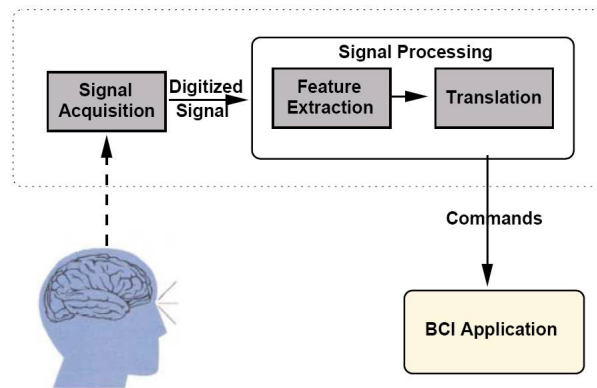 Signal Processing
Signal
Acquisition
Digitized
Signal
Feature
Extraction
Translation
Commands
BCI Application